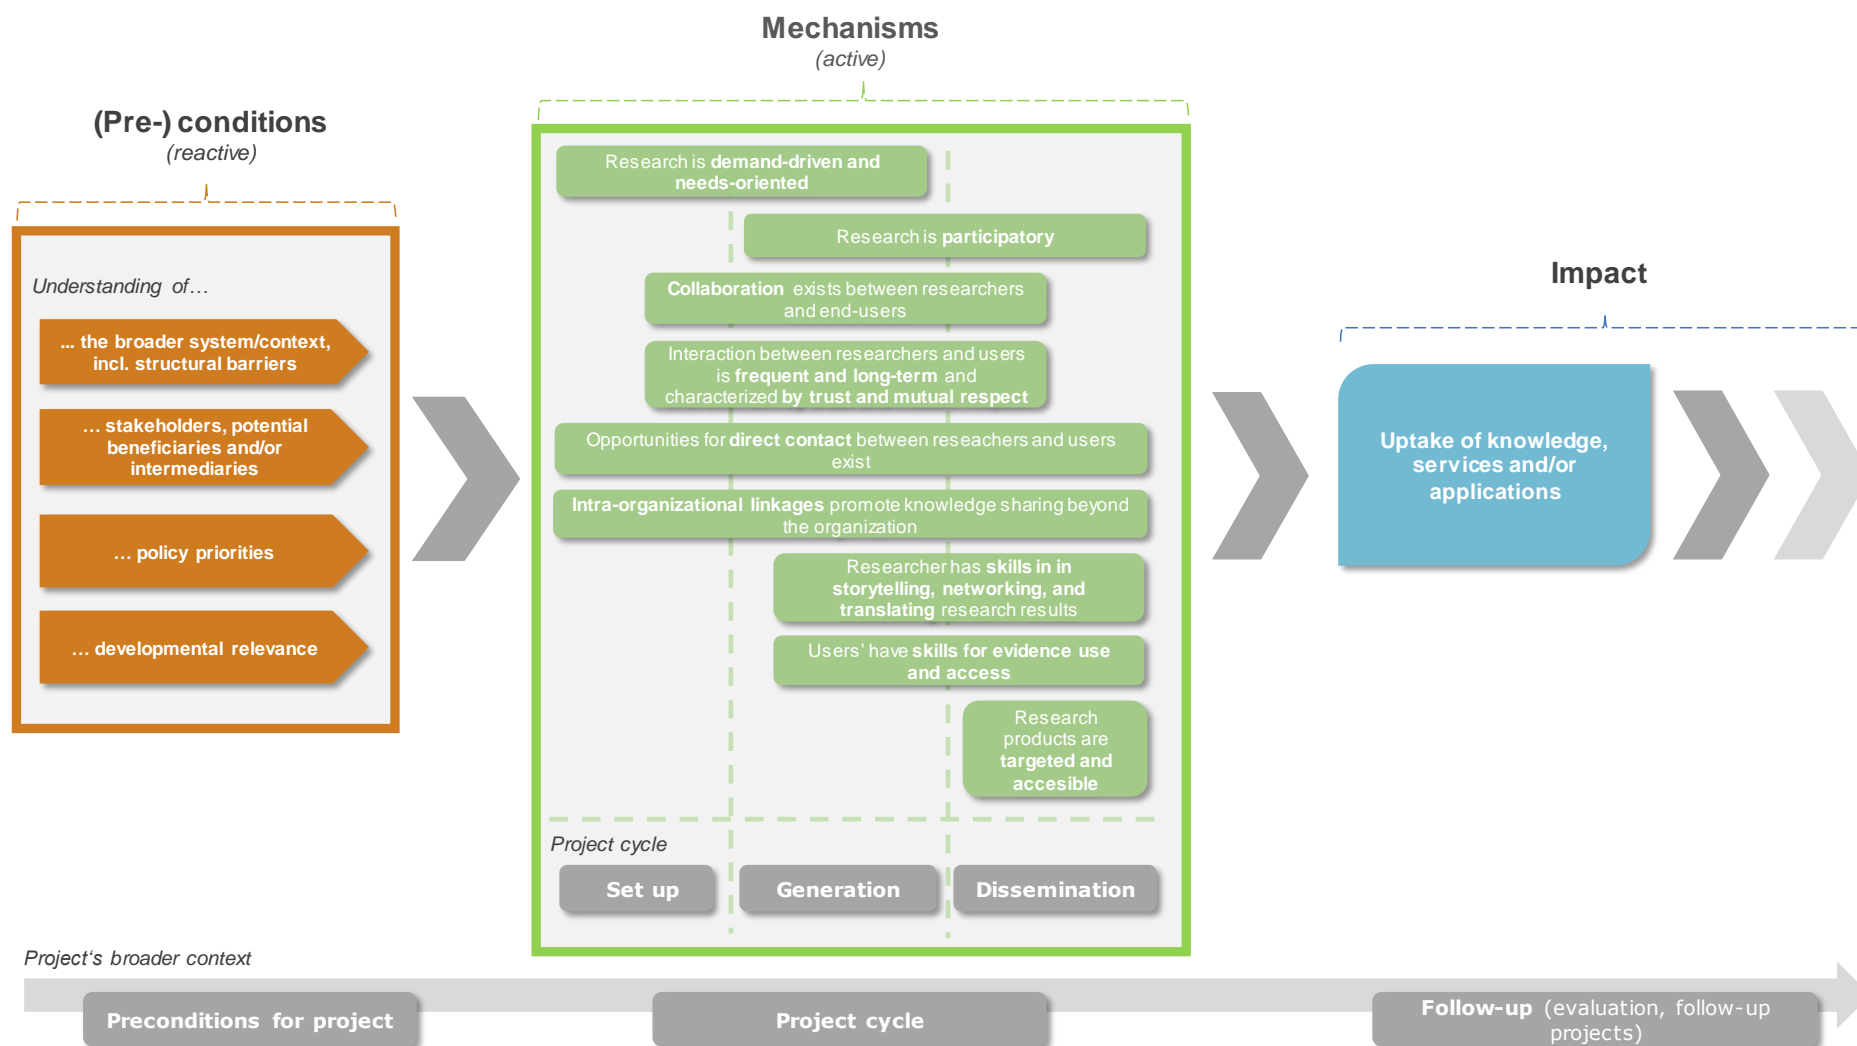 Mechanisms
(active)
(Pre-) conditions
(reactive)
Understanding of…
... the broader system/context,
incl. structural barriers
… stakeholders, potential
beneficiaries and/or
intermediaries
… policy priorities
… developmental relevance
Research is demand-driven and
needs-oriented
Research is participatory
Collaboration exists between researchers
and end-users
Interaction between researchers and users
is frequent and long-term and
characterized by trust and mutual respect
Opportunities for direct contact between reseachers and users
exist
Intra-organizational linkages promote knowledge sharing beyond
the organization
Researcher has skills in in
storytelling, networking, and
translating research results
Users’ have skills for evidence use
and access
Research
products are
targeted and
accesible
Project cycle
Set up
Generation
Dissemination
Impact
Uptake of knowledge,
services and/or
applications
Project‘s broader context
Preconditions for project
Project cycle
Follow-up (evaluation, follow-up
projects)